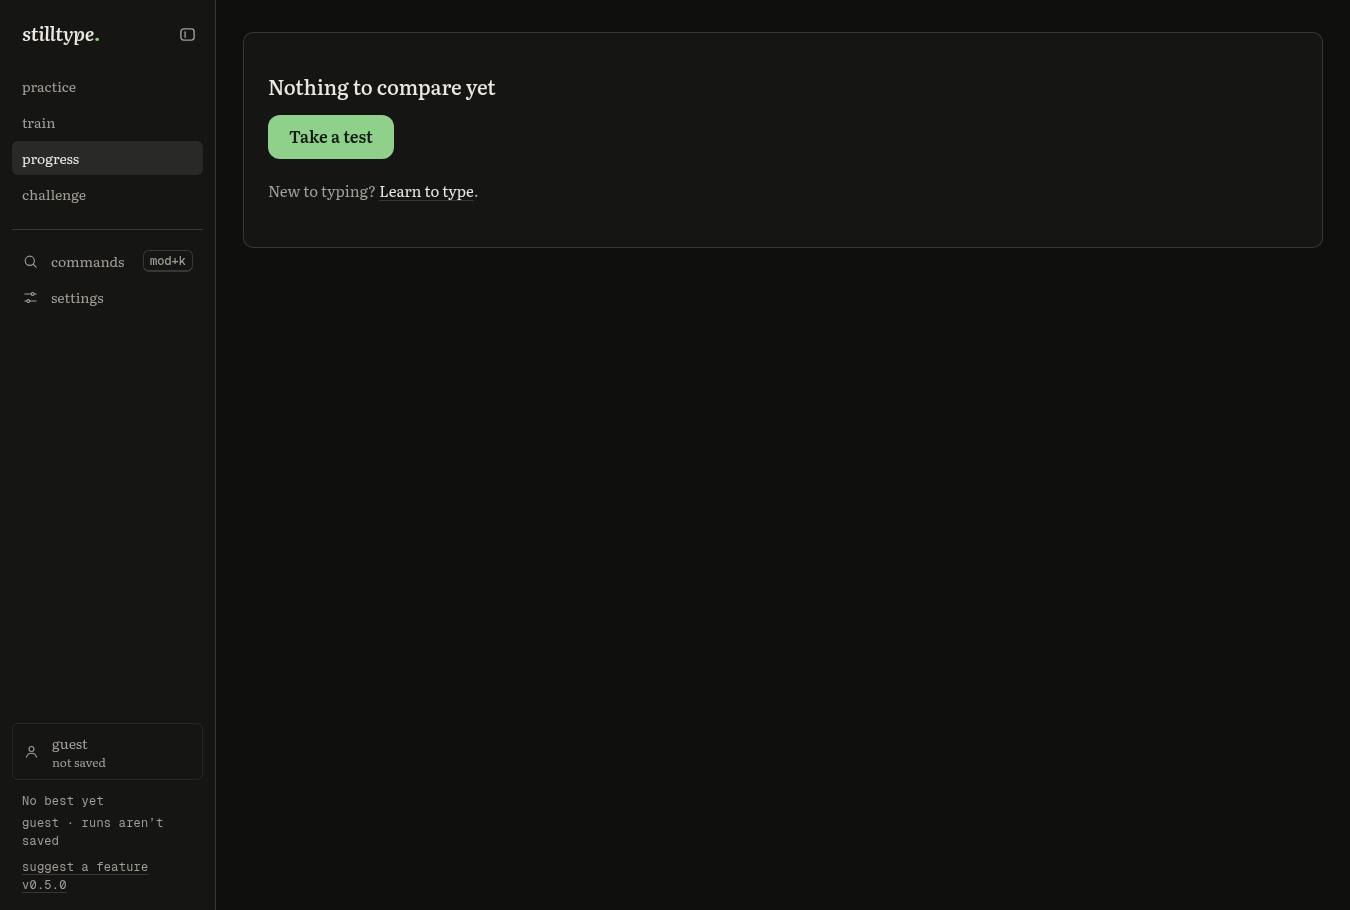 stilltype.
practice
train
progress
challenge
commands mod+k
settings
Nothing to compare yet
Take a test
New to typing? Learn to type.
guest
not saved
No best yet
guest · runs aren't
saved
suggest a feature
v0.5.0